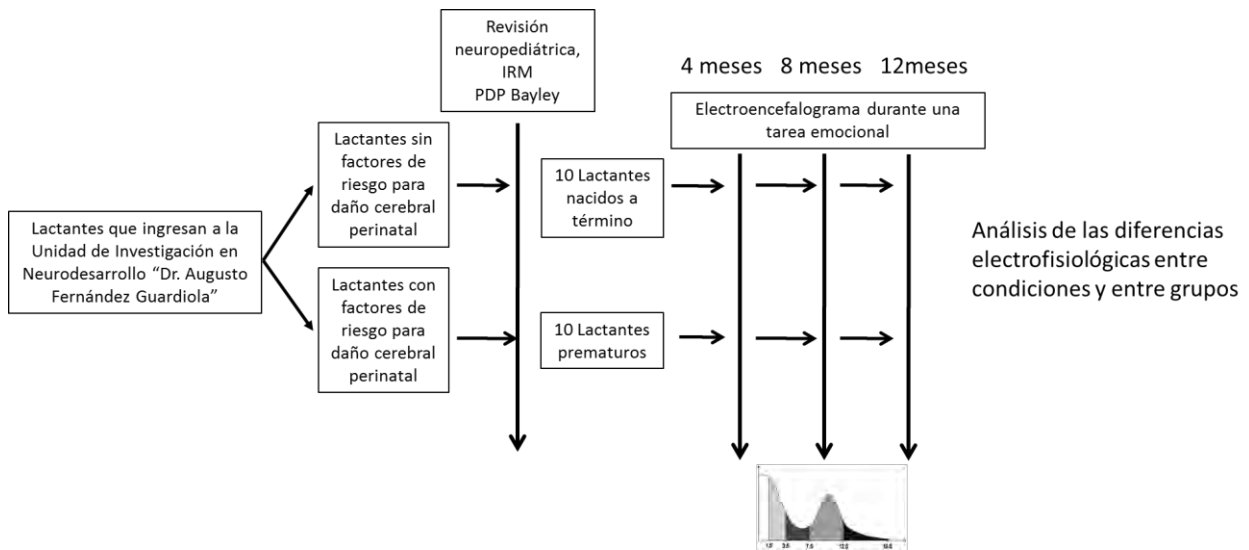 Revisión
neuropediátrica,
IRM
PDP Bayley
4 meses 8 meses 12meses
Electroencefalograma durante una
tarea emocional
Lactantes sin
factores de
riesgo para
daño cerebral
perinatal
10 Lactantes
nacidos a
término
Lactantes que ingresan a la
Unidad de Investigación en
Neurodesarrollo “Dr. Augusto
Fernández Guardiola”
Análisis de las diferencias
electrofisiológicas entre
condiciones y entre grupos
Lactantes con
factores de
riesgo para
daño cerebral
perinatal
10 Lactantes
prematuros